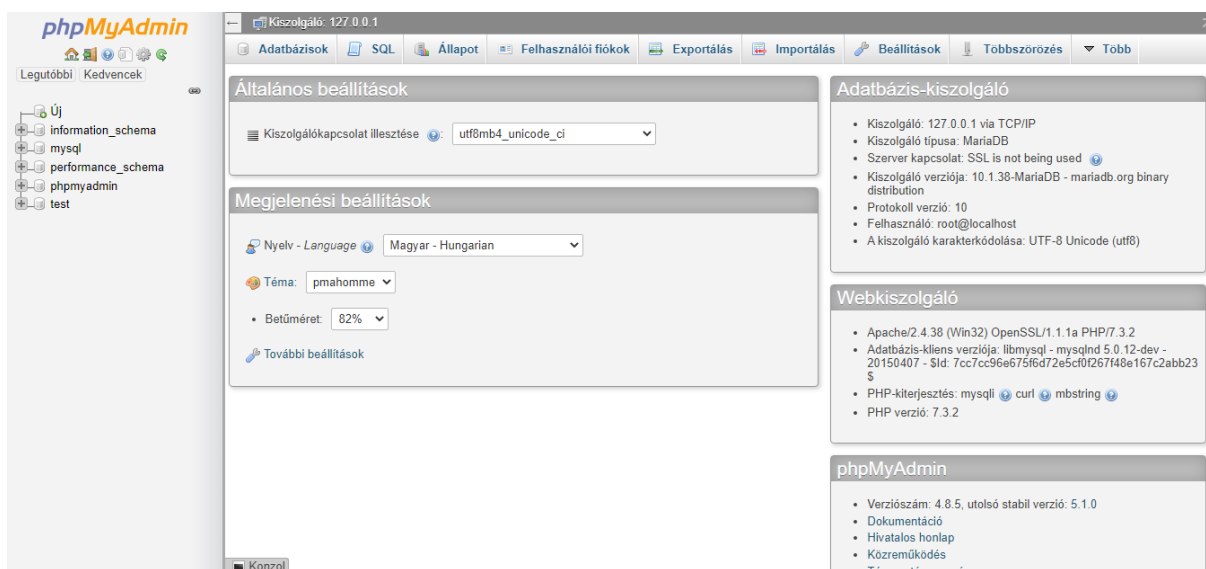 phpMyAdmin
Legutóbbi Kedvencek
Új
information_schema
mysql
performance_schema
phpmyadmin
test
Kiszolgáló: 127.0.0.1
Adatbázisok SQL Állapot Felhasználói fiókok Exportálás Importálás Beállítások Többszörözés Több
Általános beállítások
Kiszolgálókapcsolat illesztése : utf8mb4_unicode_ci
Megjelenési beállítások
Nyelv - Language Magyar - Hungarian
Téma: pmahomme
• Betűméret: 82%
További beállítások
Konzol
Adatbázis-kiszolgáló
• Kiszolgáló: 127.0.0.1 via TCP/IP
• Kiszolgáló típusa: MariaDB
• Szerver kapcsolat: SSL is not being used
• Kiszolgáló verziója: 10.1.38-MariaDB - mariadb.org binary
distribution
• Protokoll verzió: 10
• Felhasználó: root@localhost
• A kiszolgáló karakterkódolása: UTF-8 Unicode (utf8)
Webkiszolgáló
• Apache/2.4.38 (Win32) OpenSSL/1.1.1a PHP/7.3.2
• Adatbázis-kliens verziója: libmysql - mysqlnd 5.0.12-dev -
20150407 - $Id: 7cc7cc96e675f6d72e5cf0f267f48e167c2abb23
$
• PHP-kiterjesztés: mysqli curl mbstring
• PHP verzió: 7.3.2
phpMyAdmin
• Verziószám: 4.8.5, utolsó stabil verzió: 5.1.0
• Dokumentáció
• Hivatalos honlap
• Közreműködés